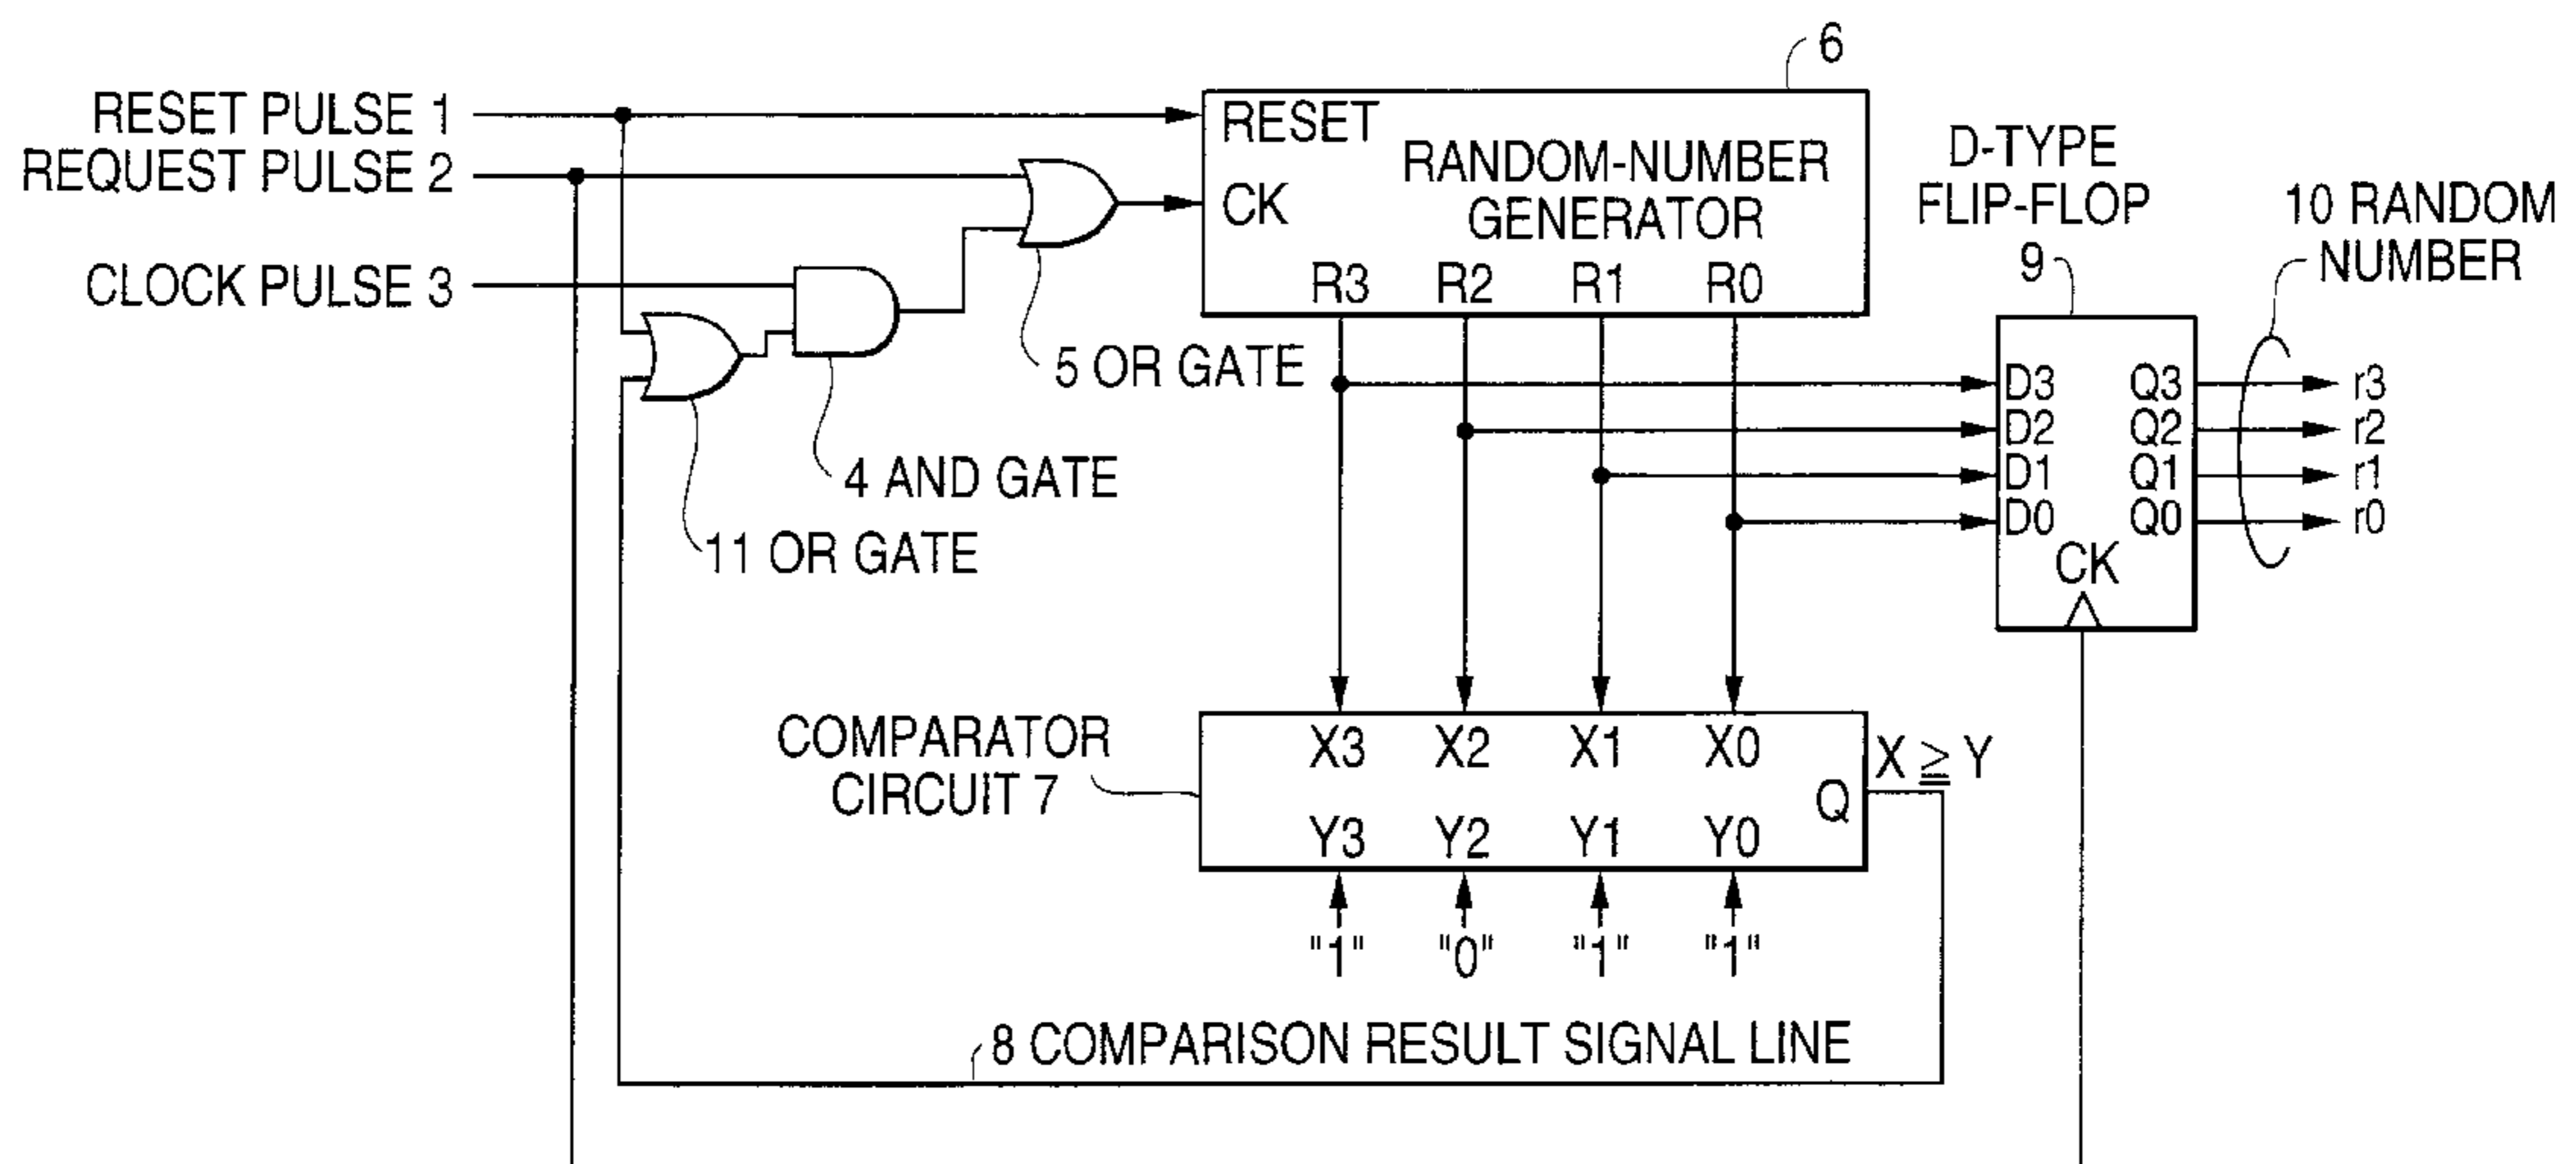 6
RESET PULSE 1
REQUEST PULSE 2
CLOCK PULSE 3
RESET
CK
RANDOM-NUMBER
GENERATOR
R3 R2 R1 R0
D-TYPE
FLIP-FLOP
9
10 RANDOM
NUMBER
5 OR GATE
4 AND GATE
11 OR GATE
D3 Q3 r3
D2 Q2 r2
D1 Q1 r1
D0 Q0 r0
CK
COMPARATOR
CIRCUIT 7
X3 X2 X1 X0
Y3 Y2 Y1 Y0
Q
X ≧ Y
"1" "0" "1" "1"
8 COMPARISON RESULT SIGNAL LINE